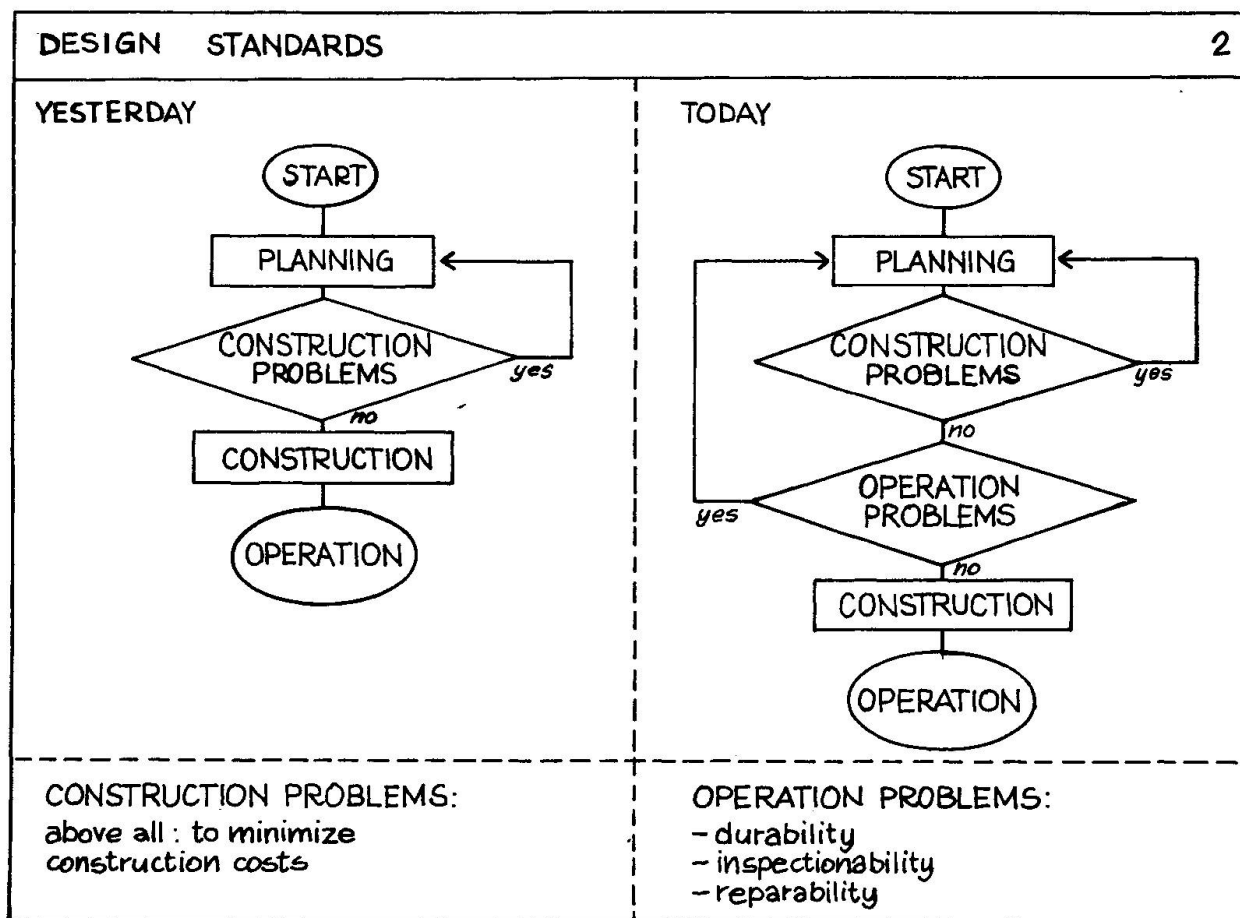 DESIGN STANDARDS 2
YESTERDAY
START
PLANNING
CONSTRUCTION
PROBLEMS
yes
no
CONSTRUCTION
OPERATION
CONSTRUCTION PROBLEMS:
above all : to minimize
construction costs
TODAY
START
PLANNING
CONSTRUCTION
PROBLEMS
yes
no
OPERATION
PROBLEMS
yes
no
CONSTRUCTION
OPERATION
OPERATION PROBLEMS:
- durability
- inspectionability
- reparability